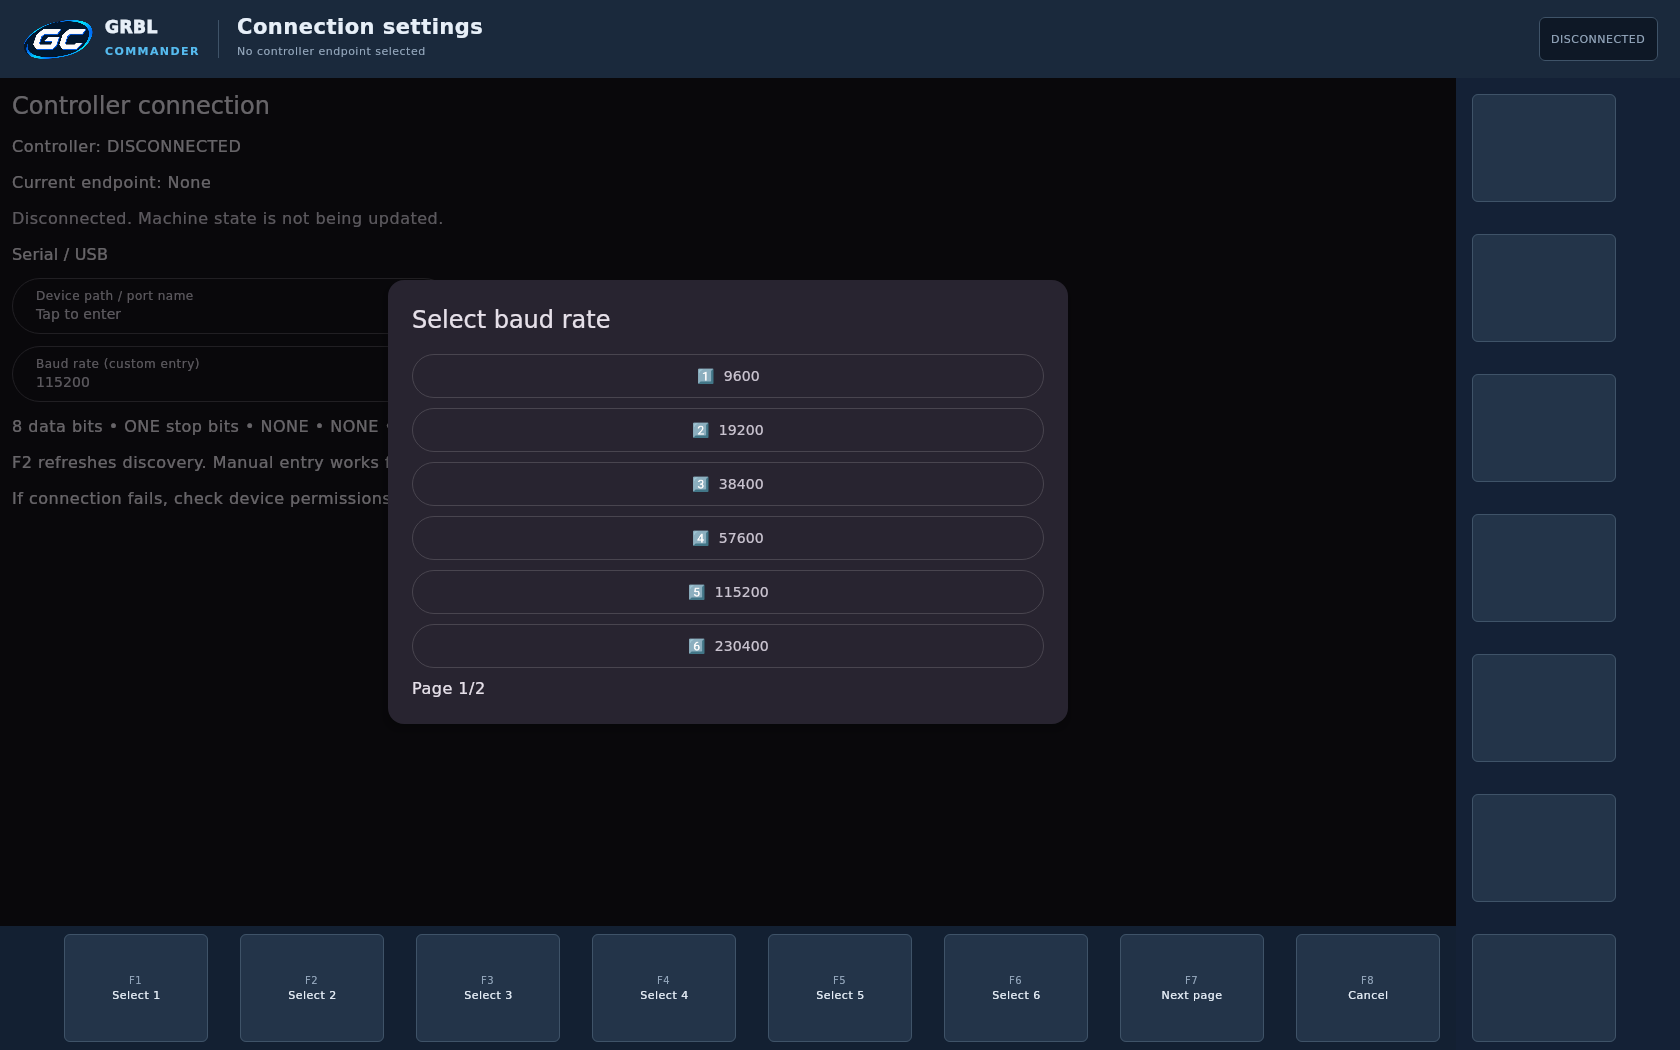 GC
GRBL
COMMANDER
Connection settings
No controller endpoint selected
DISCONNECTED
Controller connection
Controller: DISCONNECTED
Current endpoint: None
Disconnected. Machine state is not being updated.
Serial / USB
Device path / port name
Tap to enter
Baud rate (custom entry)
115200
8 data bits • ONE stop bits • NONE • NONE
F2 refreshes discovery. Manual entry works
If connection fails, check device permissions
Select baud rate
1 9600
2 19200
3 38400
4 57600
5 115200
6 230400
Page 1/2
F1
Select 1
F2
Select 2
F3
Select 3
F4
Select 4
F5
Select 5
F6
Select 6
F7
Next page
F8
Cancel